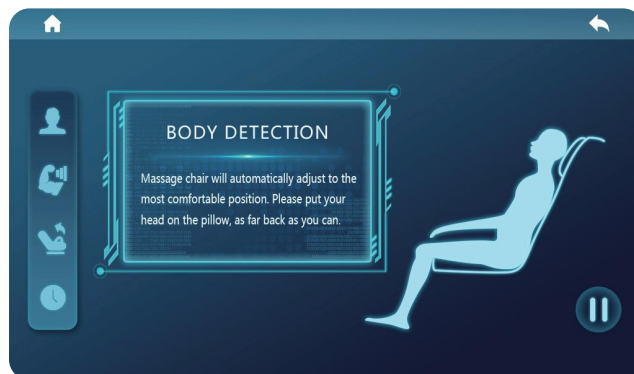 BODY DETECTION
Massage chair will automatically adjust to the
most comfortable position. Please put your
head on the pillow, as far back as you can.